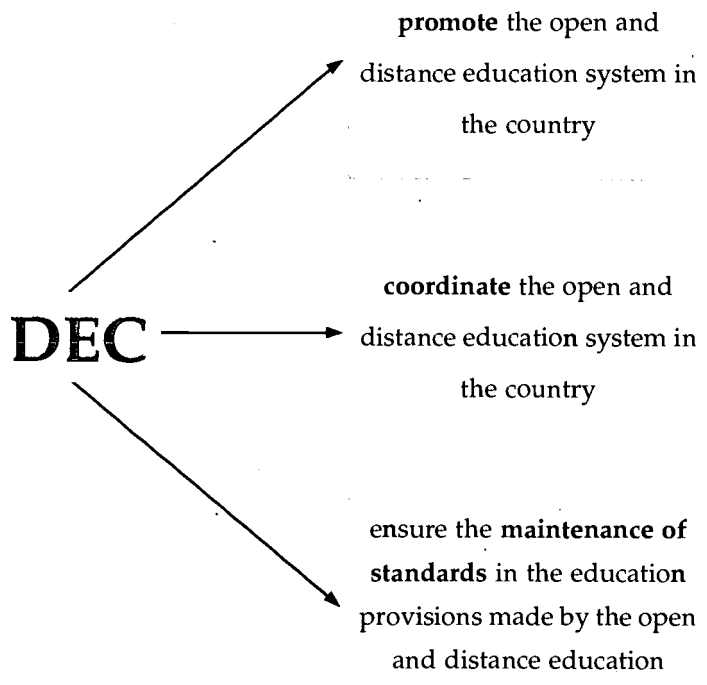 promote the open and
distance education system in
the country
DEC
coordinate the open and
distance education system in
the country
ensure the maintenance of
standards in the education
provisions made by the open
and distance education